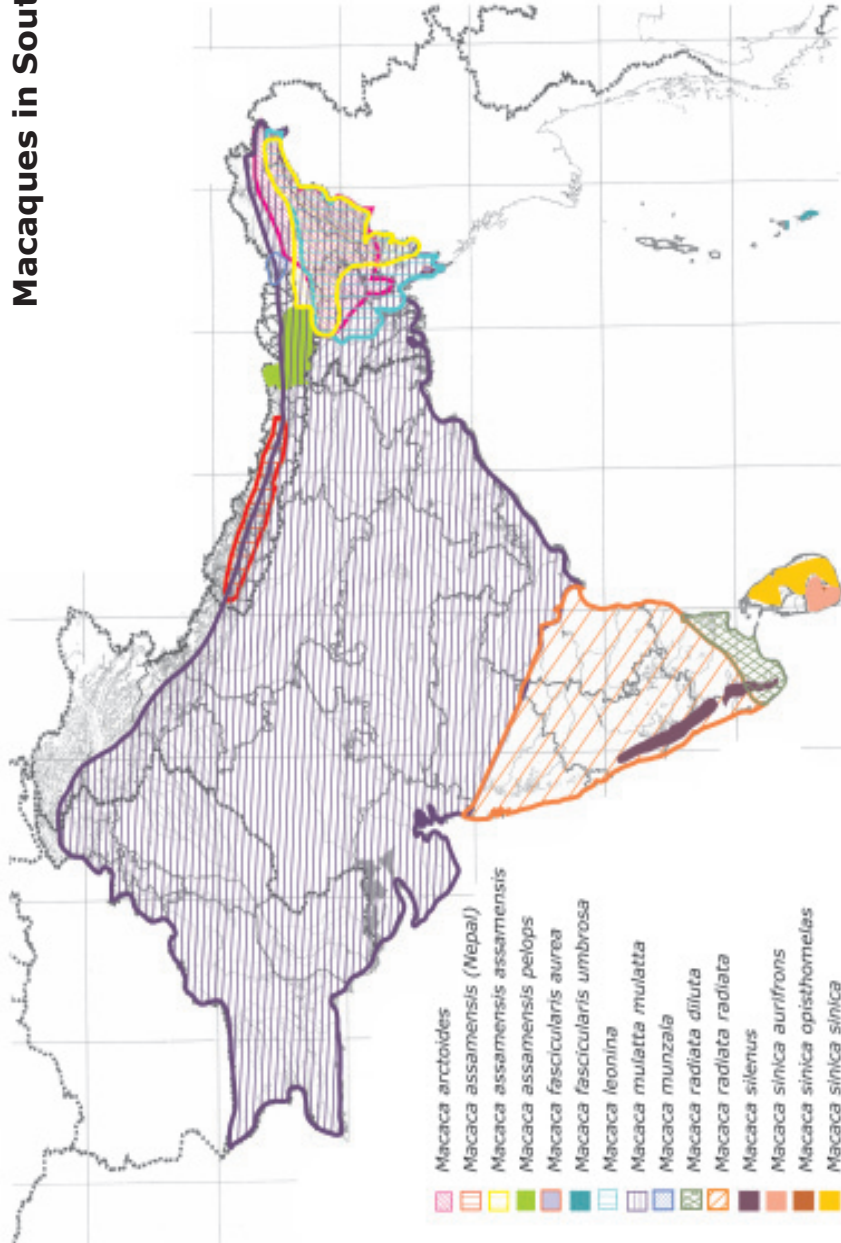 Macaques in Sout
Macaca arctoides
Macaca assamensis (Nepal)
Macaca assamensis assamensis
Macaca assamensis pelops
Macaca fascicularis aurea
Macaca fascicularis umbrosa
Macaca leonina
Macaca mulatta mulatta
Macaca munzala
Macaca radiata diluta
Macaca radiata radiata
Macaca silenus
Macaca sinica aurifrons
Macaca sinica opisthomelas
Macaca sinica sinica